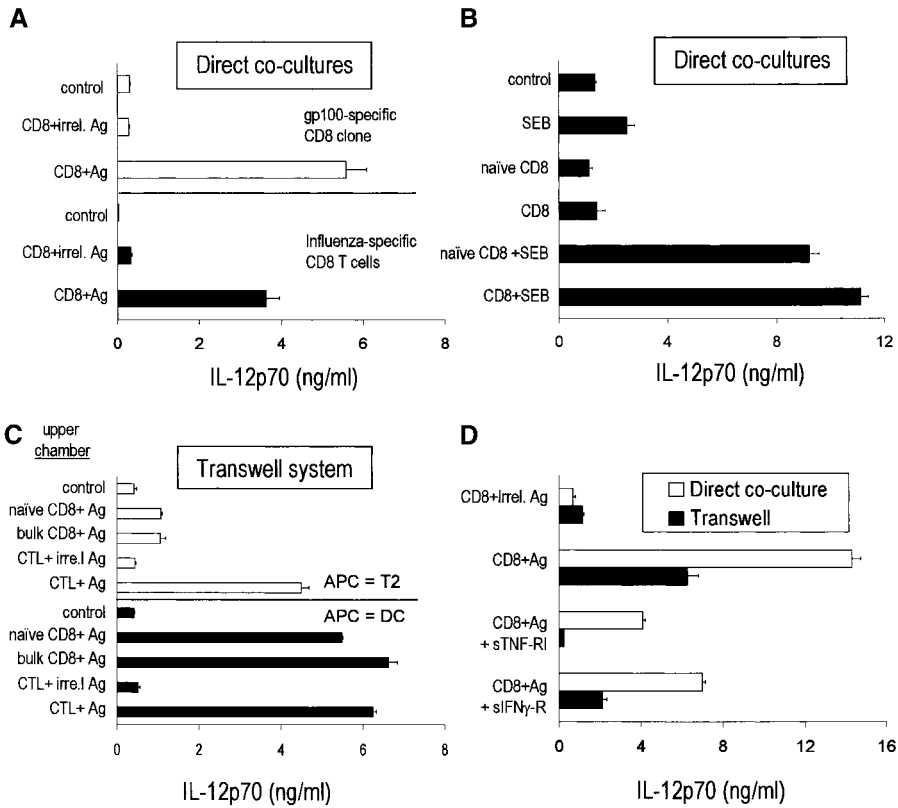 A
Direct co-cultures
control
CD8+irrel. Ag
CD8+Ag
gp100-specific
CD8 clone
control
CD8+irrel. Ag
CD8+Ag
Influenza-specific
CD8 T cells
0 2 4 6 8
IL-12p70 (ng/ml)
B
Direct co-cultures
control
SEB
naïve CD8
CD8
naïve CD8 +SEB
CD8+SEB
0 4 8 12
IL-12p70 (ng/ml)
C
upper
chamber
Transwell system
control
naïve CD8+ Ag
bulk CD8+ Ag
CTL+ irre.l Ag
CTL+ Ag
APC = T2
control
APC = DC
naïve CD8+ Ag
bulk CD8+ Ag
CTL+ irre.l Ag
CTL+ Ag
0 2 4 6 8
IL-12p70 (ng/ml)
D
Direct co-culture
Transwell
CD8+Irrel. Ag
CD8+Ag
CD8+Ag
+ sTNF-RI
CD8+Ag
+ sIFNγ-R
0 4 8 12 16
IL-12p70 (ng/ml)